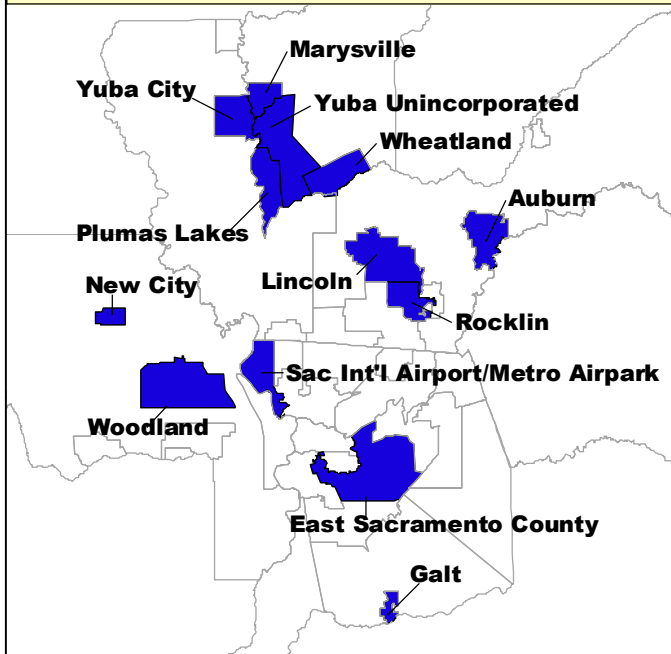 Marysville
Yuba City
Yuba Unincorporated
Wheatland
Auburn
Plumas Lakes
Lincoln
New City
Rocklin
Sac Int'l Airport/Metro Airpark
Woodland
East Sacramento County
Galt